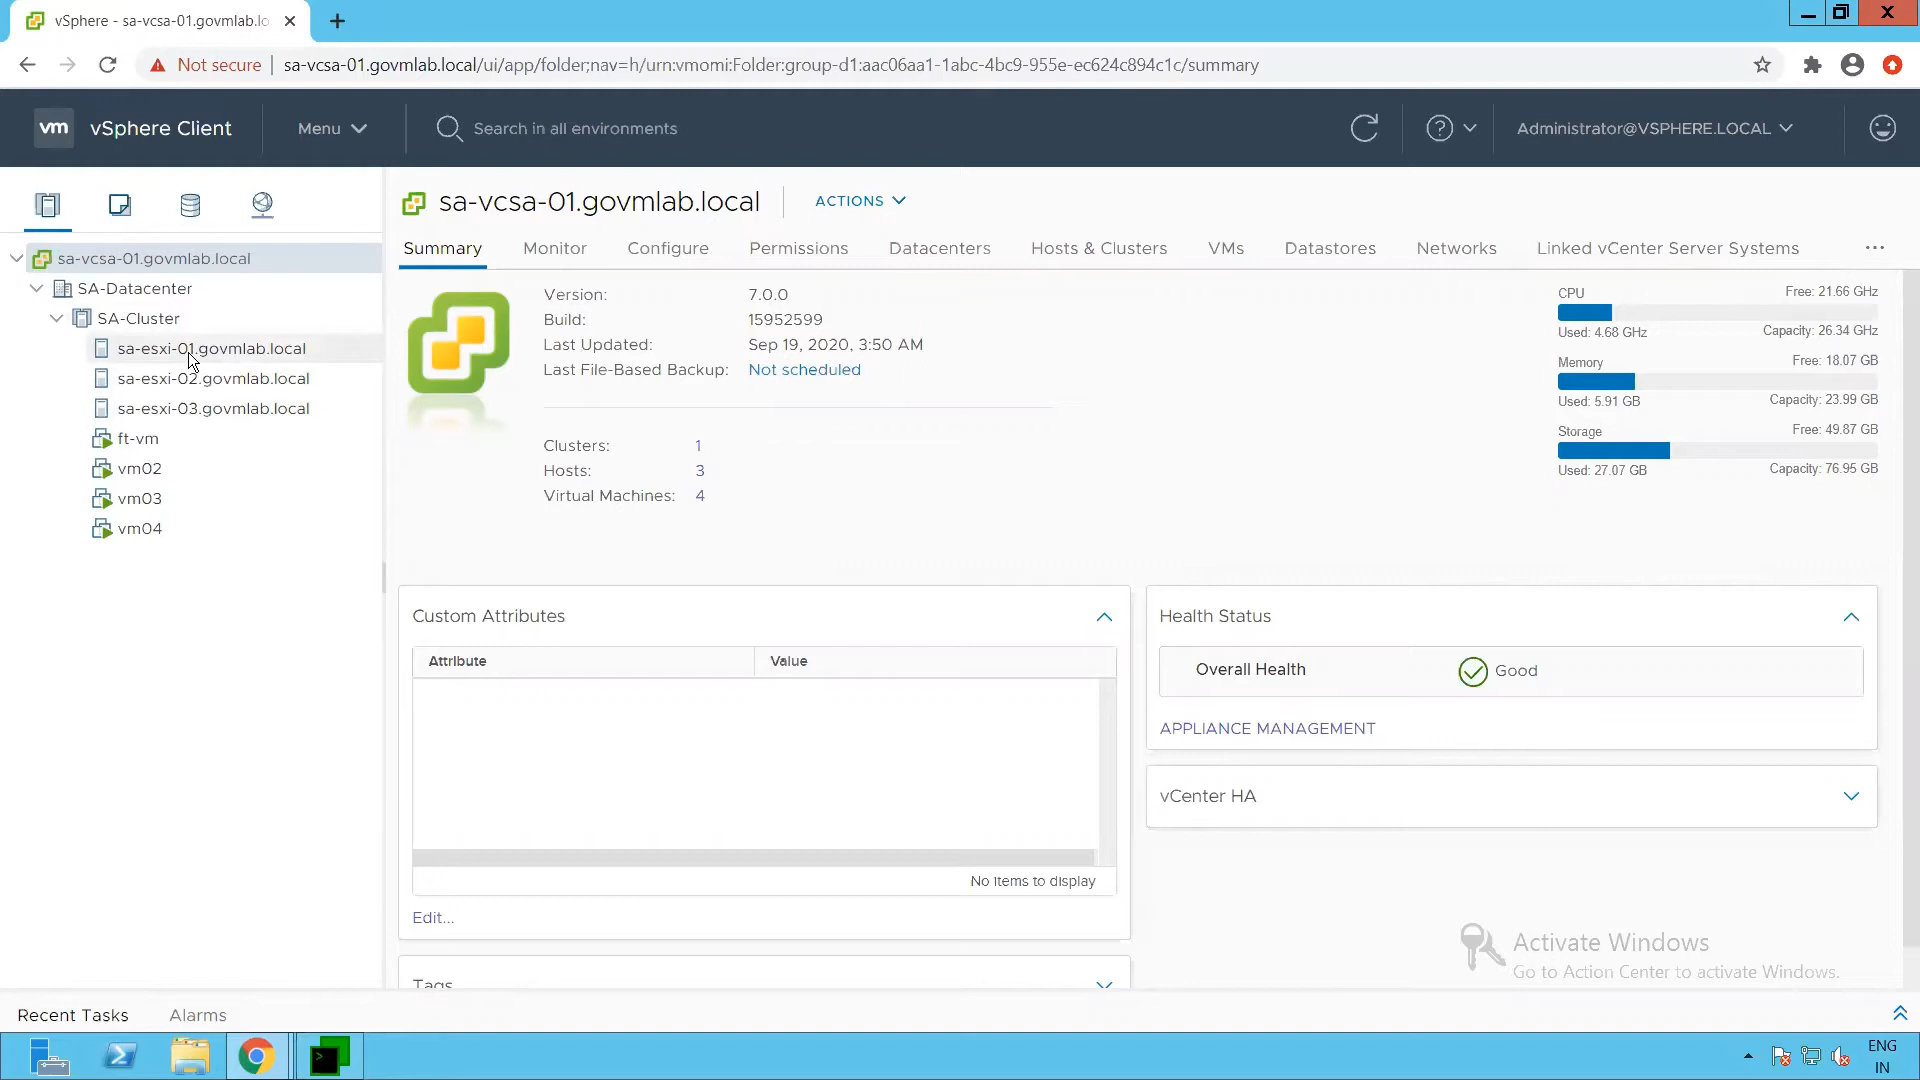 vSphere - sa-vcsa-01.govmlab.lo
Not secure
sa-vcsa-01.govmlab.local/ui/app/folder;nav=h/urn:vmomi:Folder:group-d1:aac06aa1-1abc-4bc9-955e-ec624c894c1c/summary
vm
vSphere Client
Menu
Search in all environments
Administrator@VSPHERE.LOCAL
sa-vcsa-01.govmlab.local
SA-Datacenter
SA-Cluster
sa-esxi-01.govmlab.local
sa-esxi-02.govmlab.local
sa-esxi-03.govmlab.local
ft-vm
vm02
vm03
vm04
sa-vcsa-01.govmlab.local
ACTIONS
Summary
Monitor
Configure
Permissions
Datacenters
Hosts & Clusters
VMs
Datastores
Networks
Linked vCenter Server Systems
Version: 7.0.0
Build: 15952599
Last Updated: Sep 19, 2020, 3:50 AM
Last File-Based Backup: Not scheduled
Clusters: 1
Hosts: 3
Virtual Machines: 4
CPU Free: 21.66 GHz
Used: 4.68 GHz Capacity: 26.34 GHz
Memory Free: 18.07 GB
Used: 5.91 GB Capacity: 23.99 GB
Storage Free: 49.87 GB
Used: 27.07 GB Capacity: 76.95 GB
Custom Attributes
Attribute Value
No items to display
Edit...
Tags
Health Status
Overall Health Good
APPLIANCE MANAGEMENT
vCenter HA
Activate Windows
Go to Action Center to activate Windows.
Recent Tasks
Alarms
ENG
IN